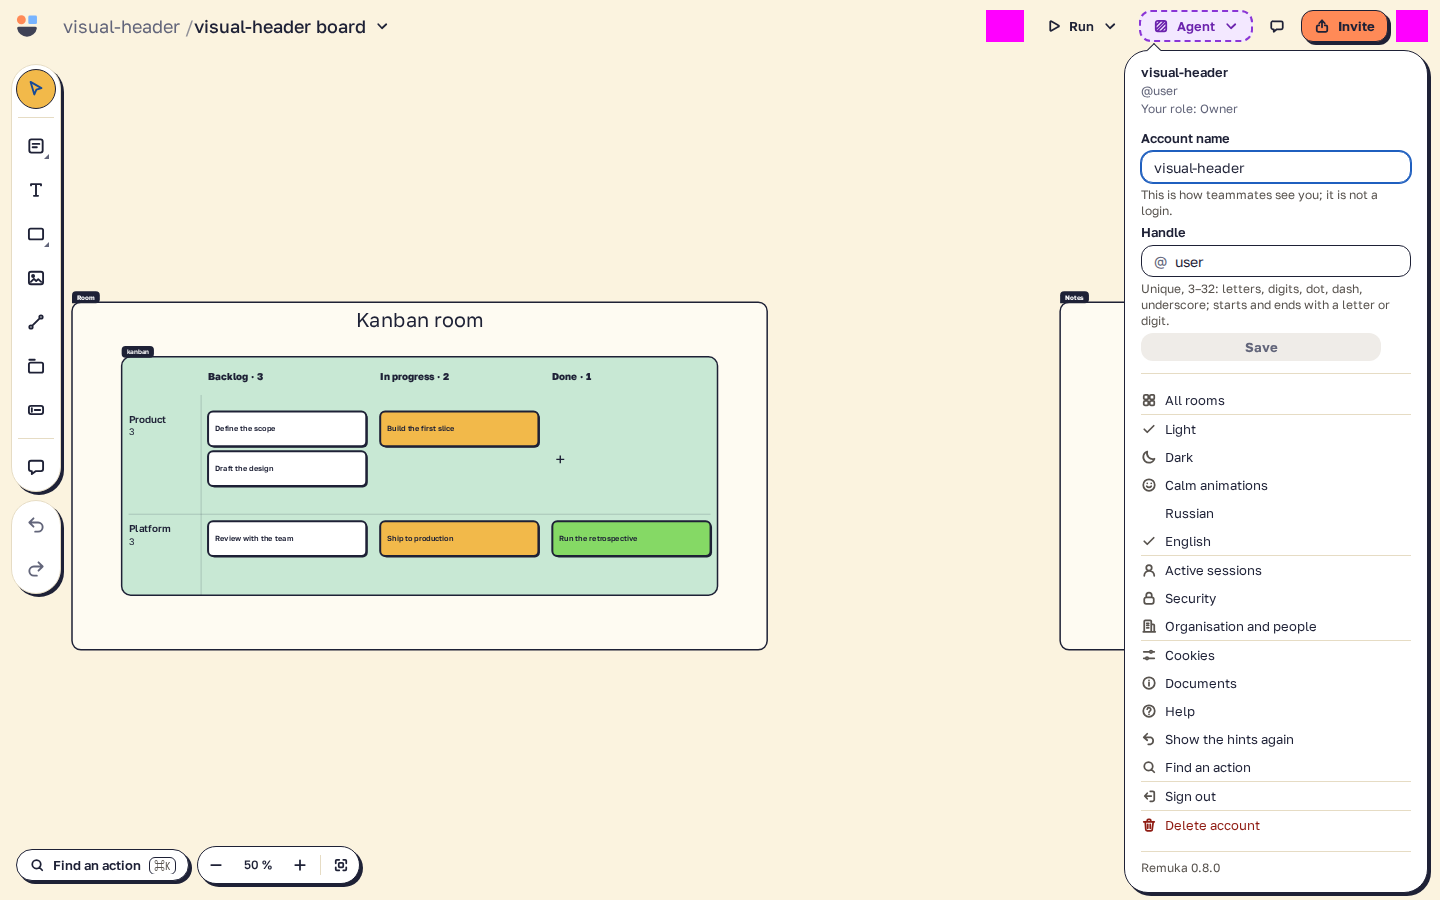 visual-header / visual-header board
Run
Agent
Invite
visual-header
@user
Your role: Owner
Account name
visual-header
This is how teammates see you; it is not a
login.
Handle
@ user
Unique, 3–32: letters, digits, dot, dash,
underscore; starts and ends with a letter or
digit.
Save
All rooms
Light
Dark
Calm animations
Russian
English
Active sessions
Security
Organisation and people
Cookies
Documents
Help
Show the hints again
Find an action
Sign out
Delete account
Remuka 0.8.0
Room
Kanban room
kanban
Backlog · 3
In progress · 2
Done · 1
Product
3
Define the scope
Build the first slice
Draft the design
+
Platform
3
Review with the team
Ship to production
Run the retrospective
Notes
Find an action ⌘K
50 %